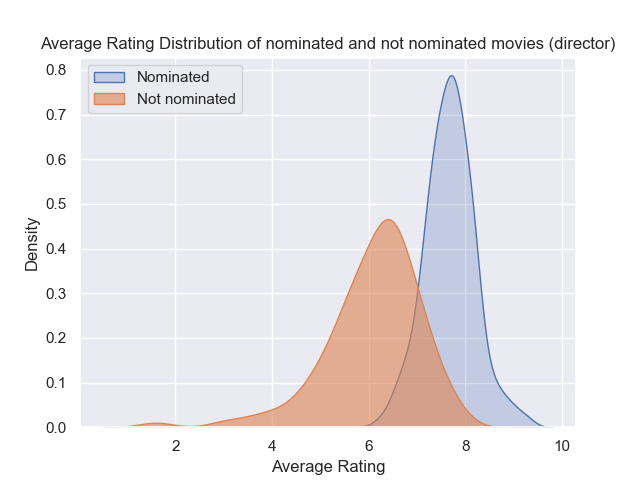 Average Rating Distribution of nominated and not nominated movies (director)
Nominated
Not nominated
0.8
0.7
0.6
0.5
0.4
0.3
0.2
0.1
0.0
Density
2 4 6 8 10
Average Rating